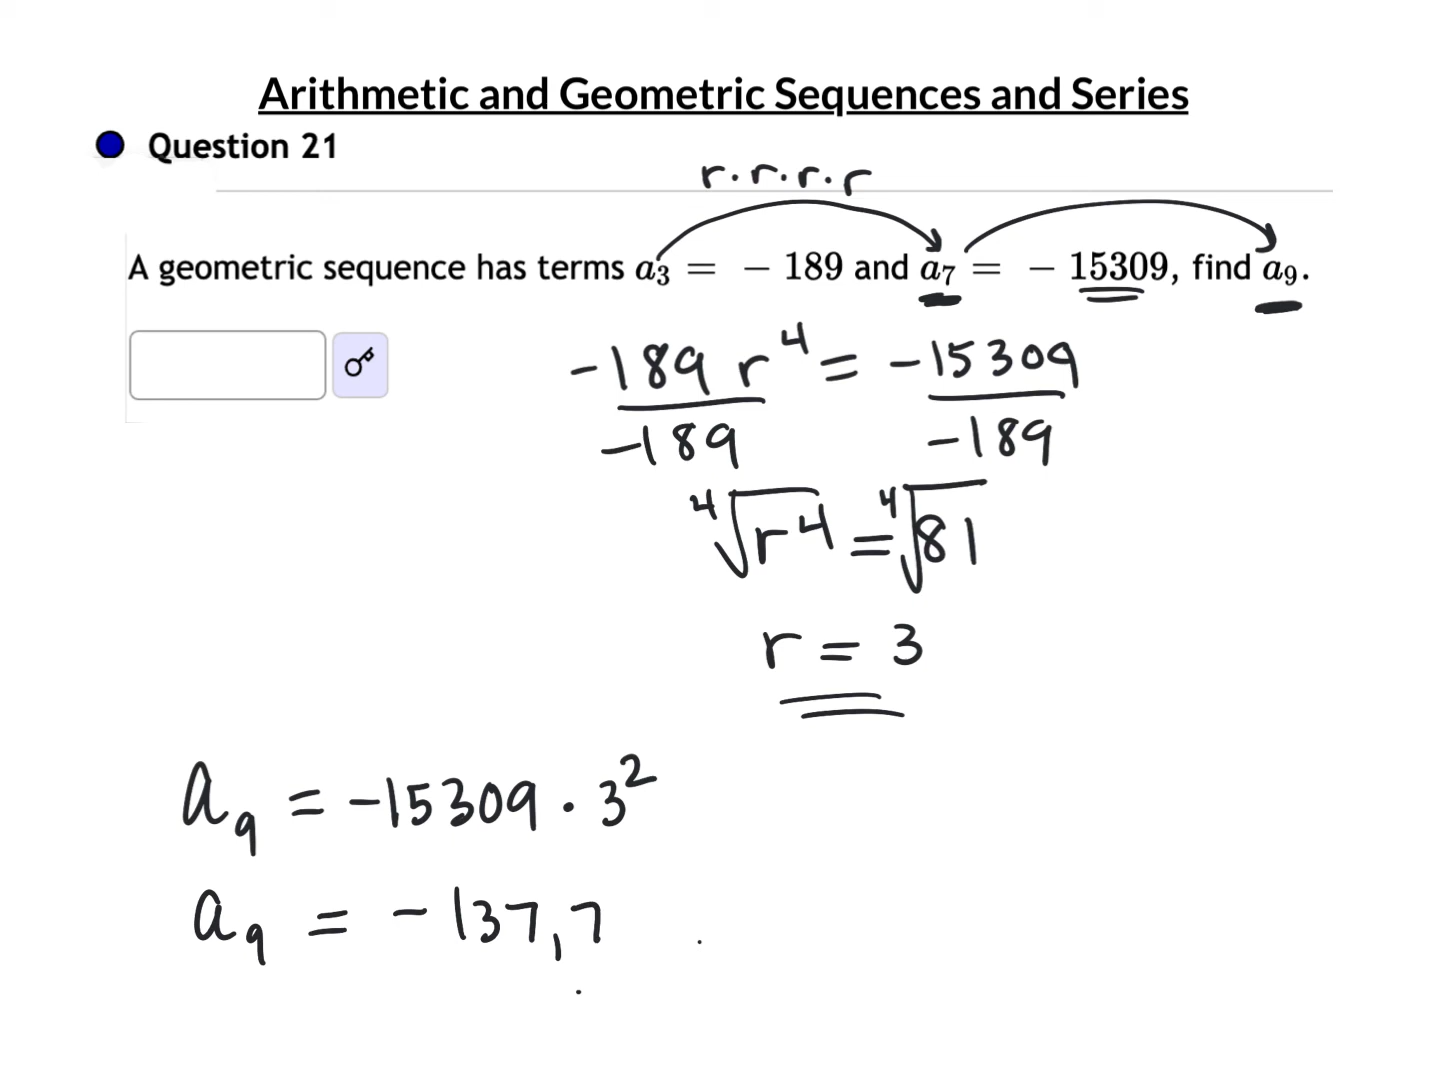 Arithmetic and Geometric Sequences and Series
Question 21
r·r·r·r
A geometric sequence has terms a₃ = − 189 and a₇ = − 15309, find a₉.
-189 r⁴ = -15309
-189 -189
⁴√r⁴ = ⁴√81
r = 3
a₉ = -15309 · 3²
a₉ = -137,7